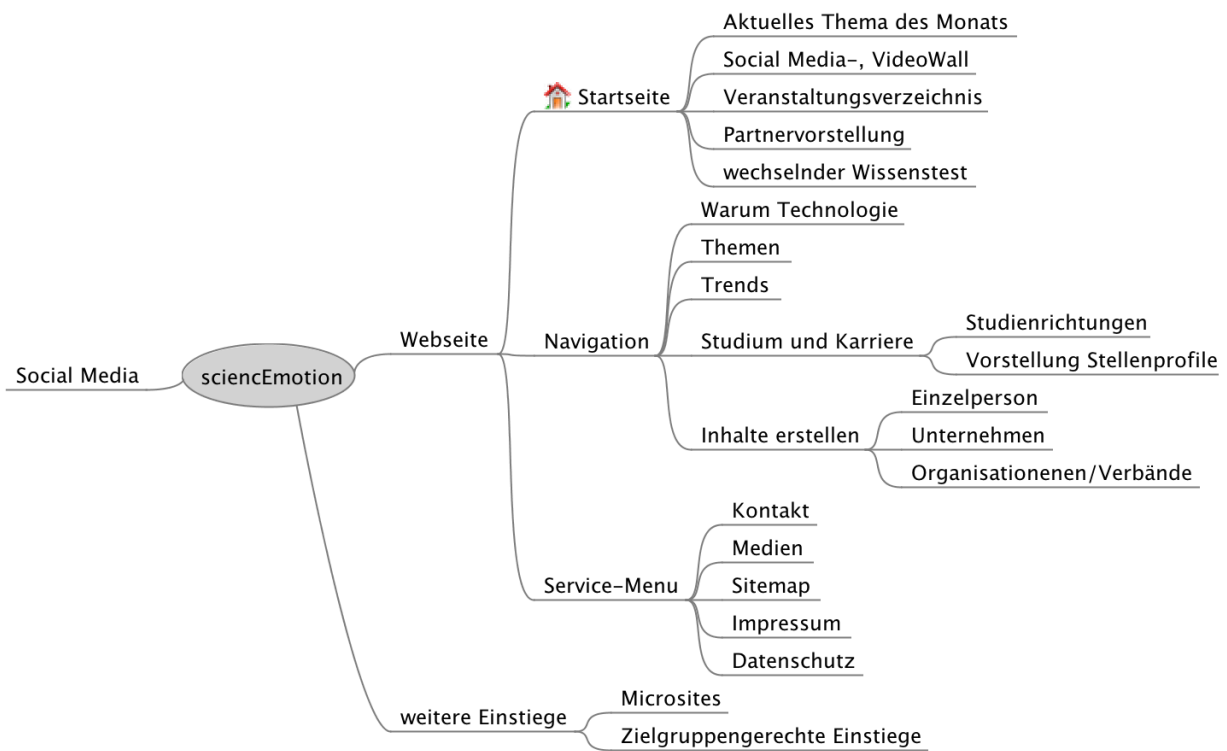 Aktuelles Thema des Monats
Social Media-, VideoWall
Startseite
Veranstaltungsverzeichnis
Partnervorstellung
wechselnder Wissenstest
Warum Technologie
Themen
Trends
Webseite
Navigation
Studium und Karriere
Studienrichtungen
Vorstellung Stellenprofile
Social Media
sciencEmotion
Inhalte erstellen
Einzelperson
Unternehmen
Organisationenen/Verbände
Service-Menu
Kontakt
Medien
Sitemap
Impressum
Datenschutz
weitere Einstiege
Microsites
Zielgruppengerechte Einstiege